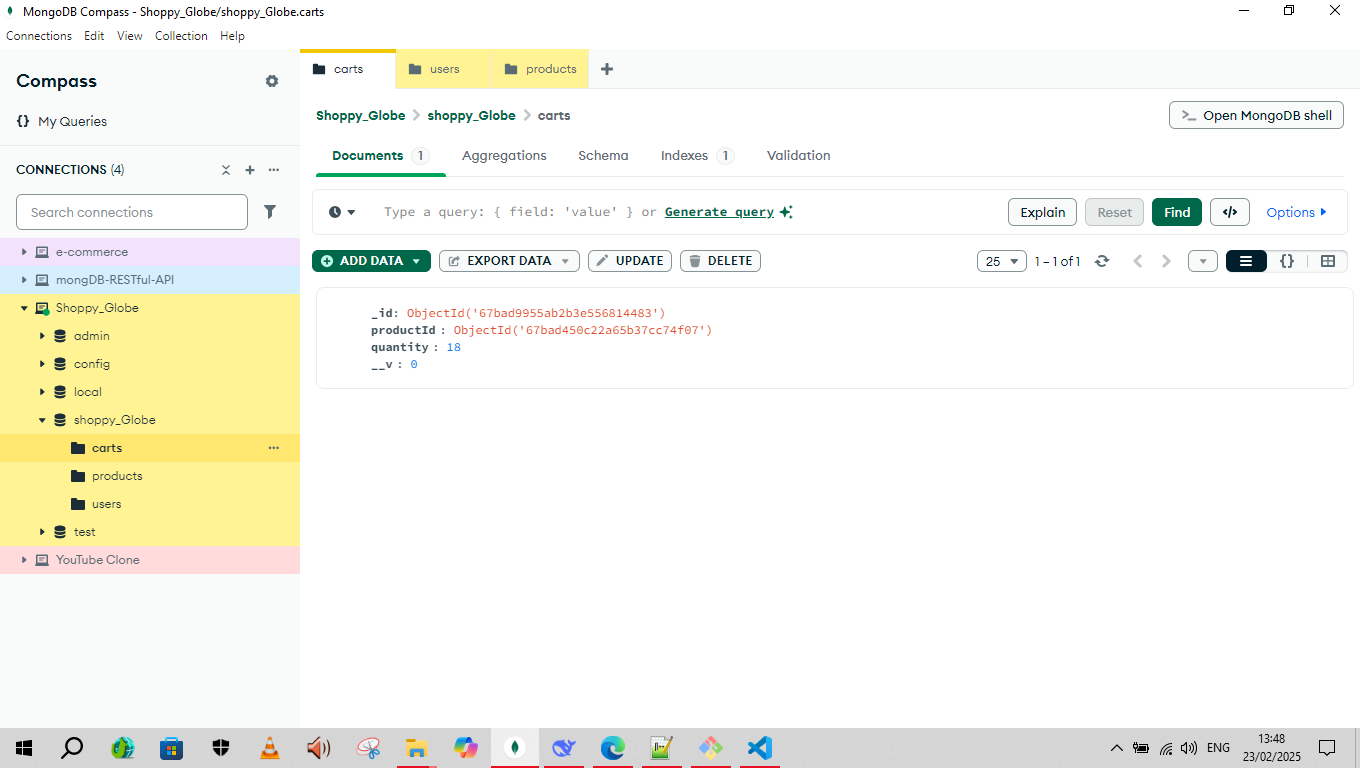 MongoDB Compass - Shoppy_Globe/shoppy_Globe.carts
Connections Edit View Collection Help
Compass
My Queries
CONNECTIONS (4)
Search connections
e-commerce
mongDB-RESTful-API
Shoppy_Globe
admin
config
local
shoppy_Globe
carts
products
users
test
YouTube Clone
carts users products
Shoppy_Globe shoppy_Globe carts
Open MongoDB shell
Documents 1 Aggregations Schema Indexes 1 Validation
Type a query: { field: 'value' } or Generate query
Explain Reset Find </> Options
ADD DATA EXPORT DATA UPDATE DELETE
25 1 – 1 of 1 {}
_id: ObjectId('67bad9955ab2b3e556814483')
productId : ObjectId('67bad450c22a65b37cc74f07')
quantity : 18
__v : 0
ENG
13:48
23/02/2025